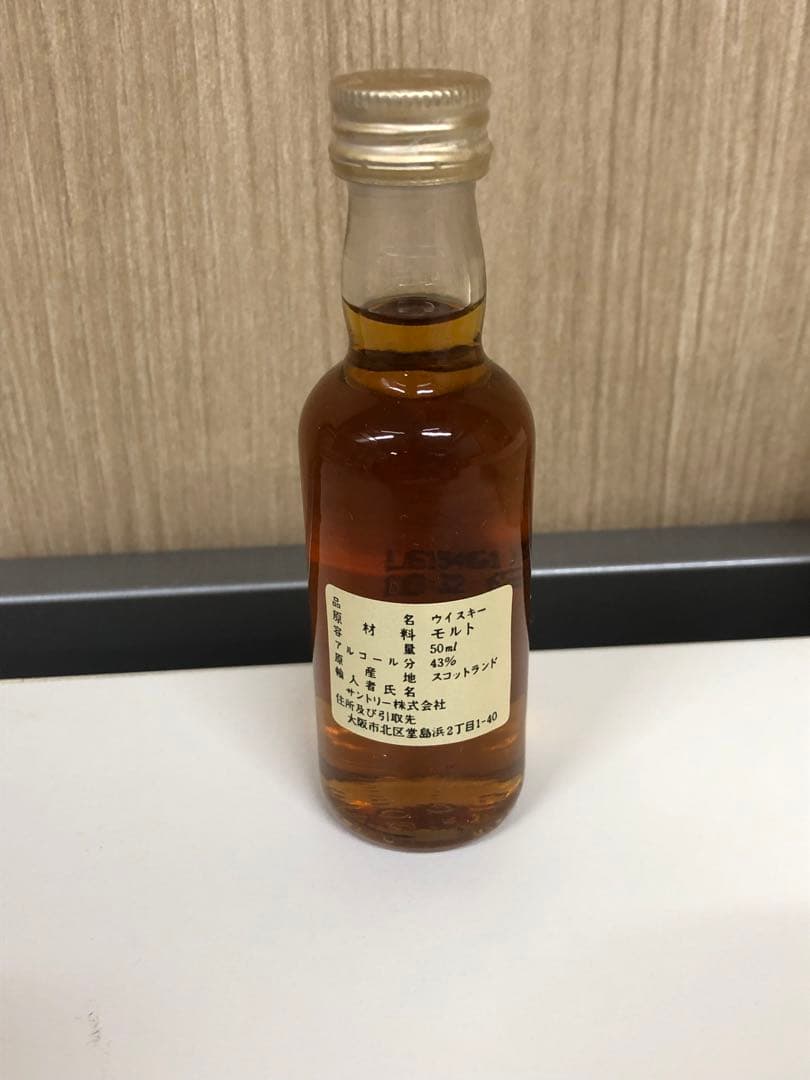 品名 ウイスキー
原材料 モルト
容量 50ml
アルコール分 43%
原産地 スコットランド
輸入者氏名
サントリー株式会社
住所及び引取先
大阪市北区堂島浜2丁目1-40